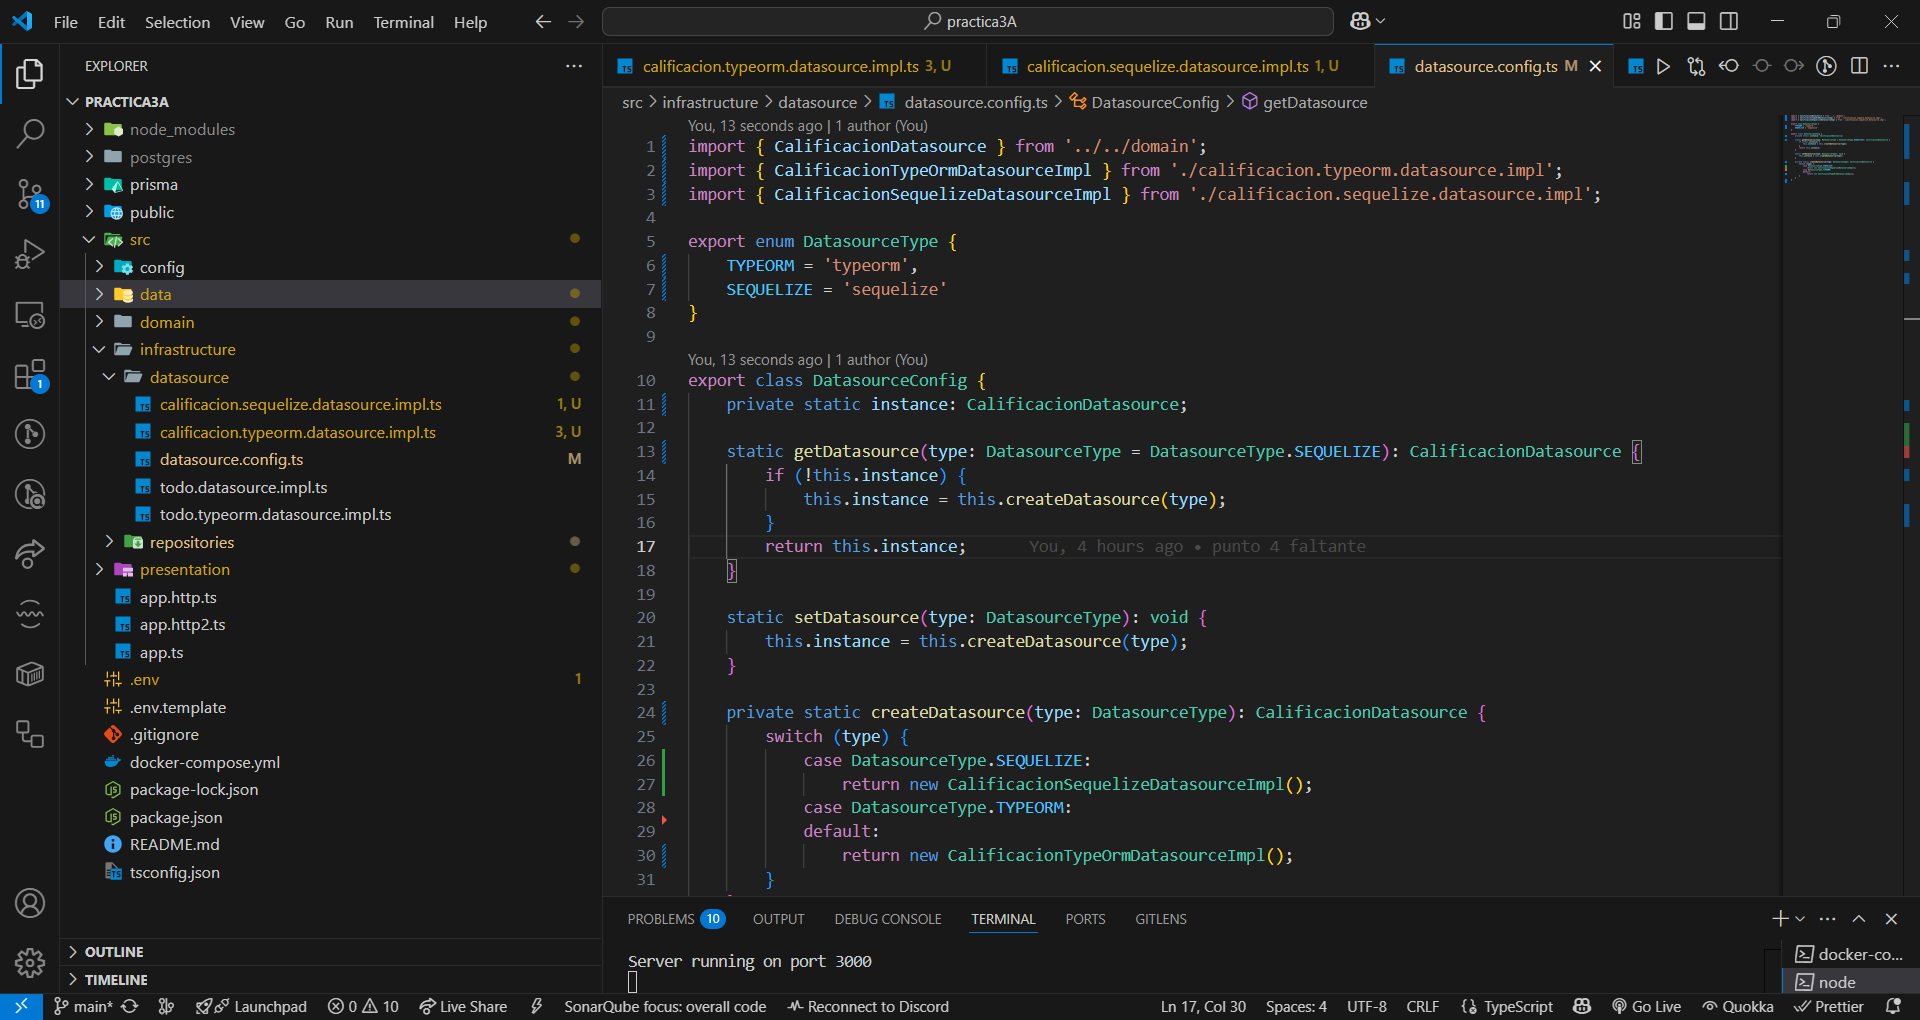 File Edit Selection View Go Run Terminal Help
practica3A
EXPLORER
PRACTICA3A
node_modules
postgres
prisma
public
src
config
data
domain
infrastructure
datasource
calificacion.sequelize.datasource.impl.ts 1, U
calificacion.typeorm.datasource.impl.ts 3, U
datasource.config.ts M
todo.datasource.impl.ts
todo.typeorm.datasource.impl.ts
repositories
presentation
app.http.ts
app.http2.ts
app.ts
.env 1
.env.template
.gitignore
docker-compose.yml
package-lock.json
package.json
README.md
tsconfig.json
OUTLINE
TIMELINE
11
1
calificacion.typeorm.datasource.impl.ts 3, U
calificacion.sequelize.datasource.impl.ts 1, U
datasource.config.ts M
src > infrastructure > datasource > datasource.config.ts > DatasourceConfig > getDatasource
You, 13 seconds ago | 1 author (You)
1 import { CalificacionDatasource } from '../../domain';
2 import { CalificacionTypeOrmDatasourceImpl } from './calificacion.typeorm.datasource.impl';
3 import { CalificacionSequelizeDatasourceImpl } from './calificacion.sequelize.datasource.impl';
4
5 export enum DatasourceType {
6 TYPEORM = 'typeorm',
7 SEQUELIZE = 'sequelize'
8 }
9
You, 13 seconds ago | 1 author (You)
10 export class DatasourceConfig {
11 private static instance: CalificacionDatasource;
12
13 static getDatasource(type: DatasourceType = DatasourceType.SEQUELIZE): CalificacionDatasource {
14 if (!this.instance) {
15 this.instance = this.createDatasource(type);
16 }
17 return this.instance; You, 4 hours ago • punto 4 faltante
18 }
19
20 static setDatasource(type: DatasourceType): void {
21 this.instance = this.createDatasource(type);
22 }
23
24 private static createDatasource(type: DatasourceType): CalificacionDatasource {
25 switch (type) {
26 case DatasourceType.SEQUELIZE:
27 return new CalificacionSequelizeDatasourceImpl();
28 case DatasourceType.TYPEORM:
29 default:
30 return new CalificacionTypeOrmDatasourceImpl();
31 }
PROBLEMS 10 OUTPUT DEBUG CONSOLE TERMINAL PORTS GITLENS
Server running on port 3000
docker-co...
node
main* Launchpad 0 10 Live Share SonarQube focus: overall code Reconnect to Discord Ln 17, Col 30 Spaces: 4 UTF-8 CRLF TypeScript Go Live Quokka Prettier